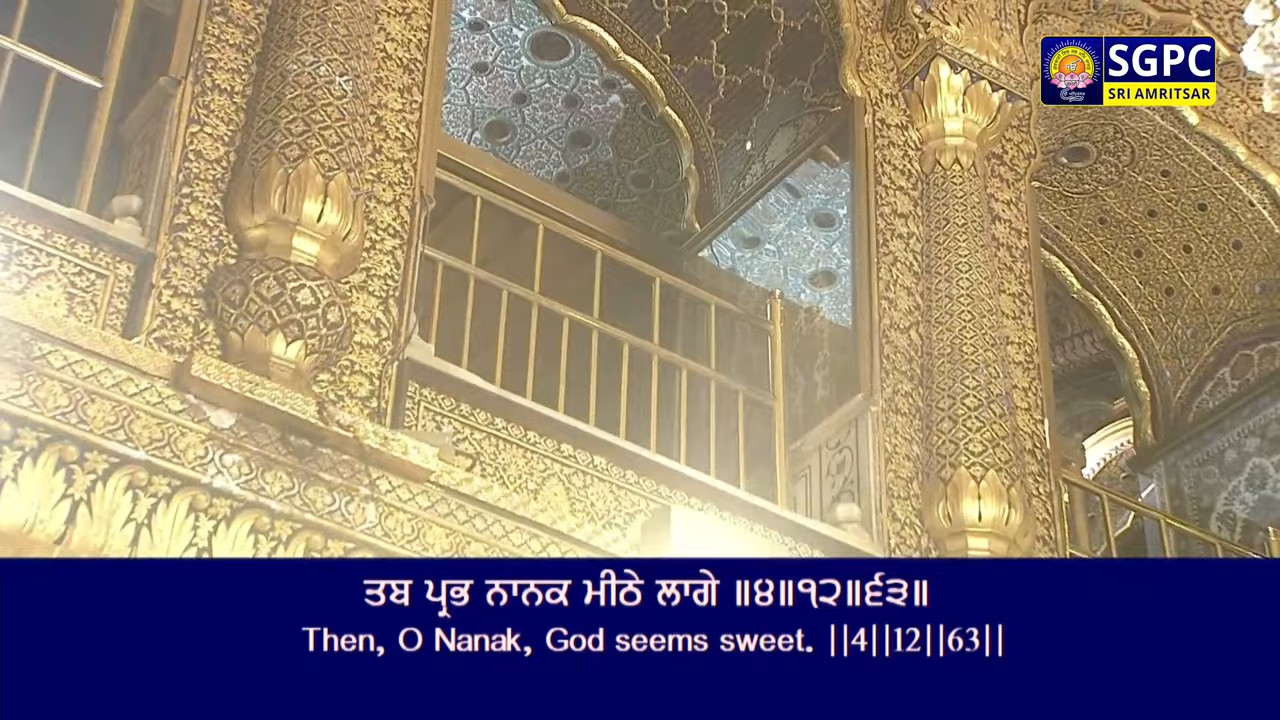 SGPC
SRI AMRITSAR
ਤਬ ਪ੍ਰਭ ਨਾਨਕ ਮੀਠੇ ਲਾਗੇ ॥੪॥੧੨॥੬੩॥
Then, O Nanak, God seems sweet. ||4||12||63||